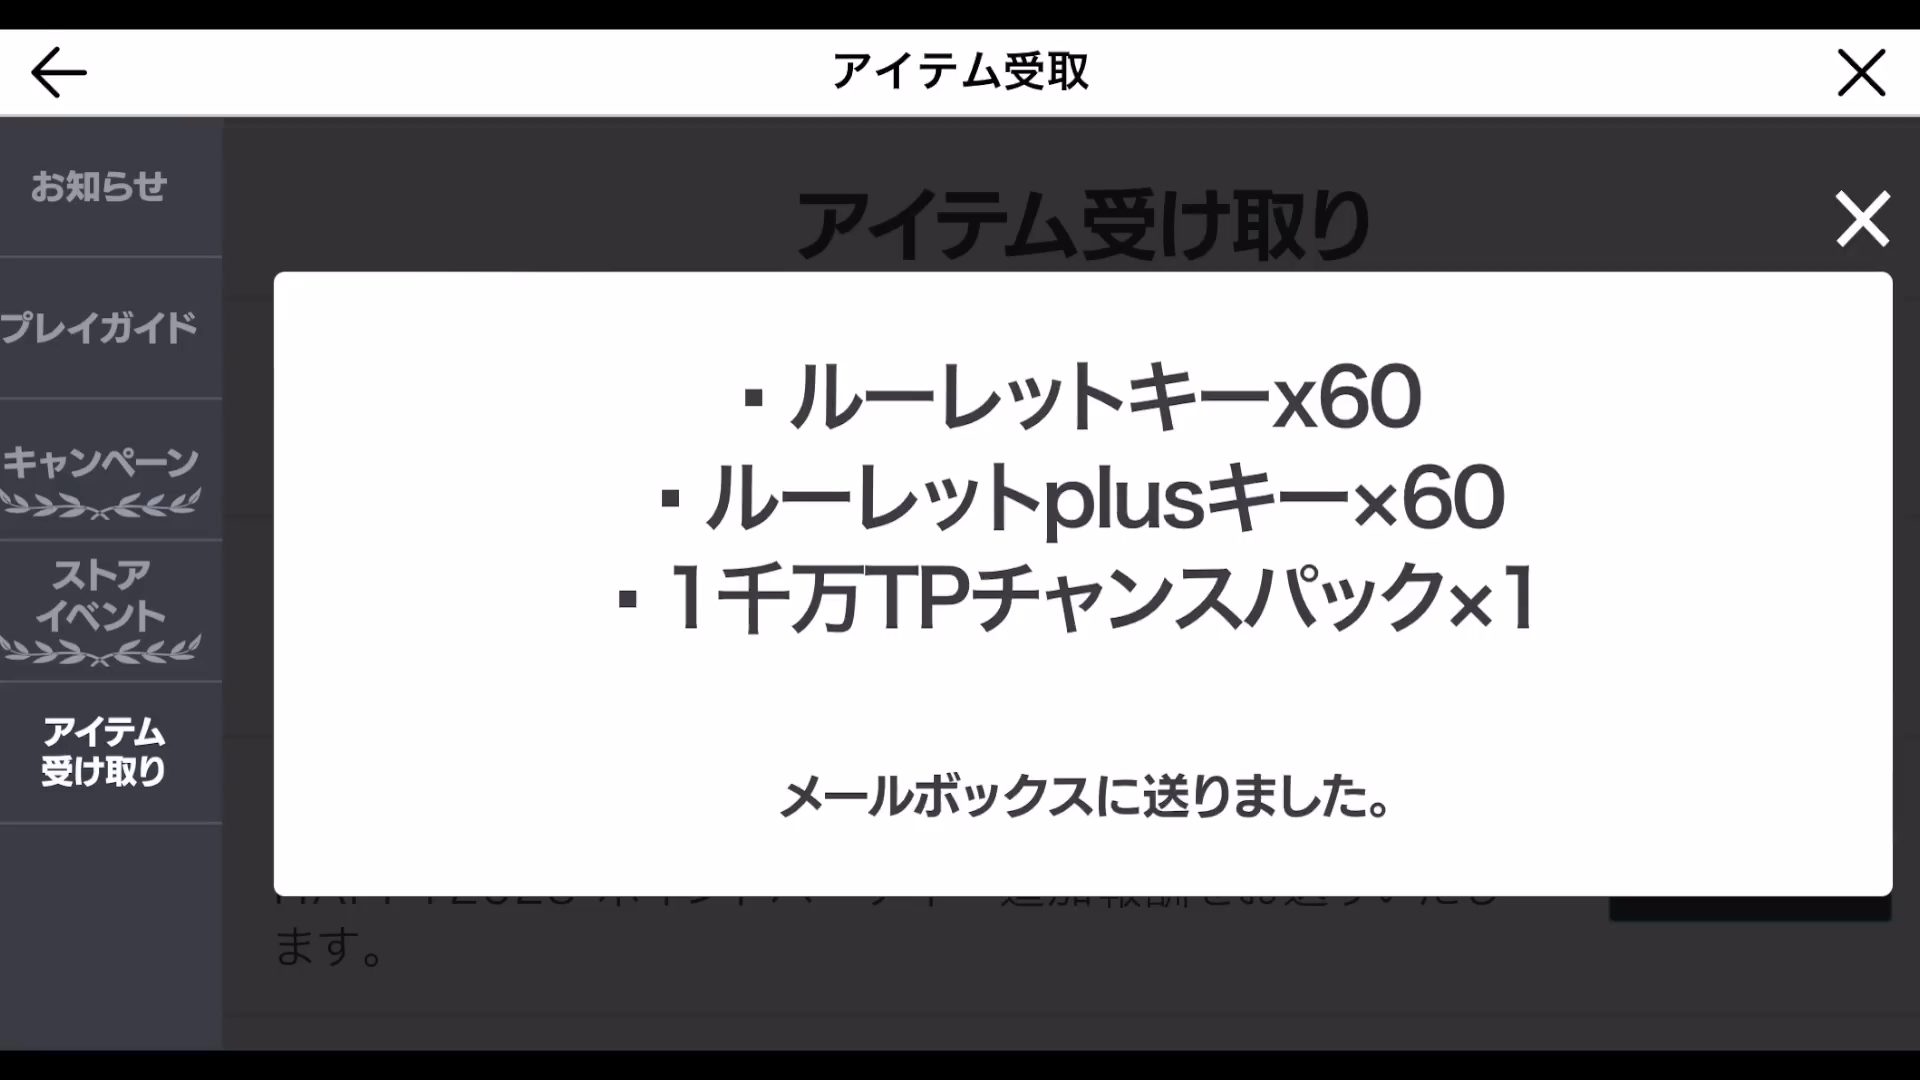 アイテム受取
お知らせ
プレイガイド
キャンペーン
ストア
イベント
アイテム
受け取り
アイテム受け取り
▪ ルーレットキーx60
▪ ルーレットplusキー×60
▪ 1千万TPチャンスパック×1
メールボックスに送りました。
ます。